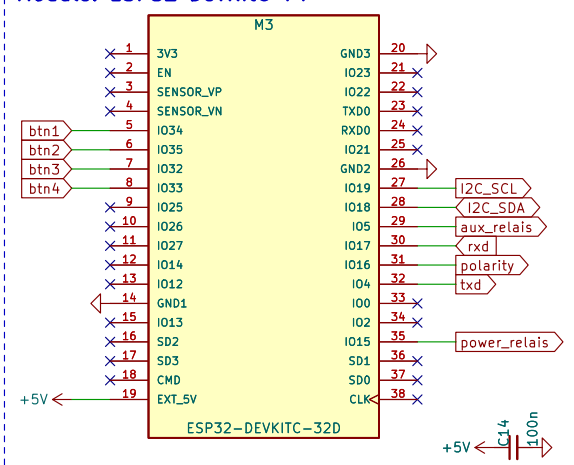 M3
1 3V3
2 EN
3 SENSOR_VP
4 SENSOR_VN
btn1 5 IO34
btn2 6 IO35
btn3 7 IO32
btn4 8 IO33
9 IO25
10 IO26
11 IO27
12 IO14
13 IO12
14 GND1
15 IO13
16 SD2
17 SD3
18 CMD
+5V 19 EXT_5V
GND3 20
IO23 21
IO22 22
TXD0 23
RXD0 24
IO21 25
GND2 26
IO19 27 I2C_SCL
IO18 28 I2C_SDA
IO5 29 aux_relais
IO17 30 rxd
IO16 31 polarity
IO4 32 txd
IO0 33
IO2 34
IO15 35 power_relais
SD1 36
SD0 37
CLK 38
ESP32-DEVKITC-32D
+5V
C14
100n